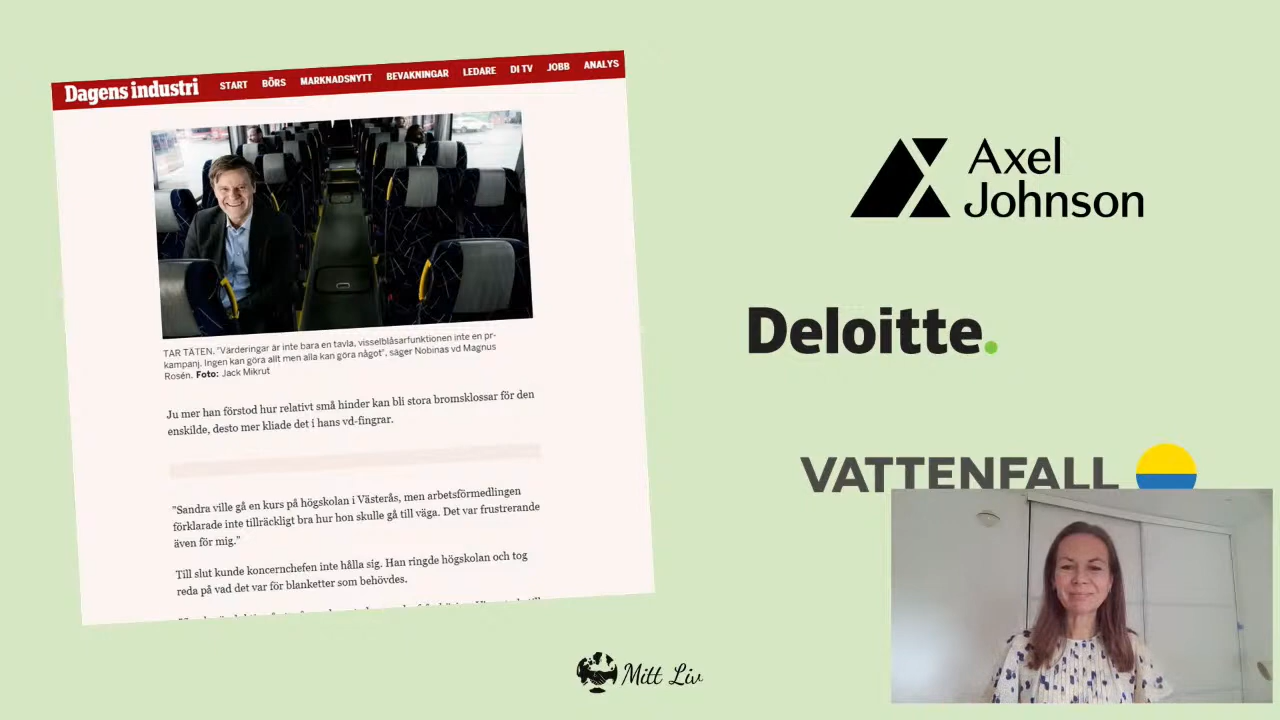 Dagens industri START BÖRS MARKNADSNYTT BEVAKNINGAR LEDARE DI TV JOBB ANALYS
TAR TÄTEN. "Värderingar är inte bara en tavla, visselblåsarfunktionen inte en pr-
kampanj. Ingen kan göra allt men alla kan göra något", säger Nobinas vd Magnus
Rosén. Foto: Jack Mikrut
Ju mer han förstod hur relativt små hinder kan bli stora bromsklossar för den
enskilde, desto mer kliade det i hans vd-fingrar.
"Sandra ville gå en kurs på högskolan i Västerås, men arbetsförmedlingen
förklarade inte tillräckligt bra hur hon skulle gå till väga. Det var frustrerande
även för mig."
Till slut kunde koncernchefen inte hålla sig. Han ringde högskolan och tog
reda på vad det var för blanketter som behövdes.
Axel
Johnson
Deloitte.
VATTENFALL
Mitt Liv